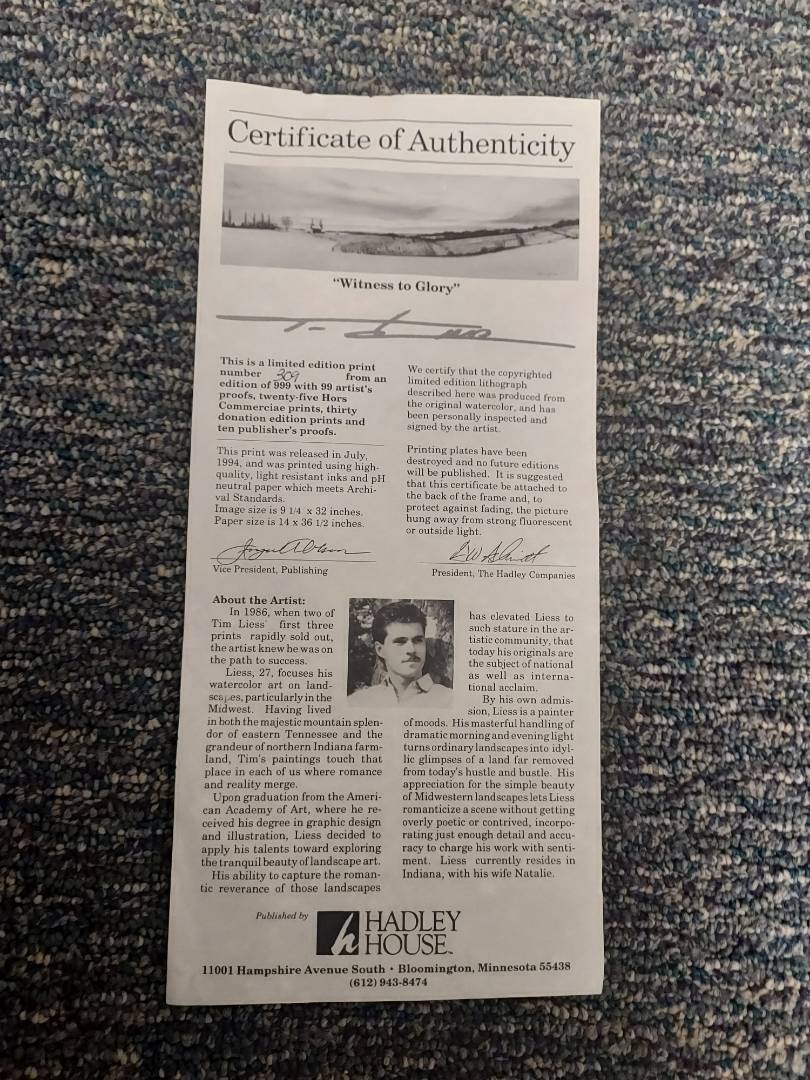 Certificate of Authenticity
"Witness to Glory"
This is a limited edition print
number 309 from an
edition of 999 with 99 artist's
proofs, twenty-five Hors
Commerciae prints, thirty
donation edition prints and
ten publisher's proofs.
This print was released in July,
1994, and was printed using high-
quality, light resistant inks and pH
neutral paper which meets Archi-
val Standards.
Image size is 9 1/4 x 32 inches.
Paper size is 14 x 36 1/2 inches.
Vice President, Publishing
We certify that the copyrighted
limited edition lithograph
described here was produced from
the original watercolor, and has
been personally inspected and
signed by the artist.
Printing plates have been
destroyed and no future editions
will be published. It is suggested
that this certificate be attached to
the back of the frame and, to
protect against fading, the picture
hung away from strong fluorescent
or outside light.
President, The Hadley Companies
About the Artist:
In 1986, when two of
Tim Liess' first three
prints rapidly sold out,
the artist knew he was on
the path to success.
Liess, 27, focuses his
watercolor art on land-
scapes, particularly in the
Midwest. Having lived
in both the majestic mountain splen-
dor of eastern Tennessee and the
grandeur of northern Indiana farm-
land, Tim's paintings touch that
place in each of us where romance
and reality merge.
Upon graduation from the Ameri-
can Academy of Art, where he re-
ceived his degree in graphic design
and illustration, Liess decided to
apply his talents toward exploring
the tranquil beauty of landscape art.
His ability to capture the roman-
tic reverance of those landscapes
has elevated Liess to
such stature in the ar-
tistic community, that
today his originals are
the subject of national
as well as interna-
tional acclaim.
By his own admis-
sion, Liess is a painter
of moods. His masterful handling of
dramatic morning and evening light
turns ordinary landscapes into idyl-
lic glimpses of a land far removed
from today's hustle and bustle. His
appreciation for the simple beauty
of Midwestern landscapes lets Liess
romanticize a scene without getting
overly poetic or contrived, incorpo-
rating just enough detail and accu-
racy to charge his work with senti-
ment. Liess currently resides in
Indiana, with his wife Natalie.
Published by
h HADLEY
HOUSE™
11001 Hampshire Avenue South • Bloomington, Minnesota 55438
(612) 943-8474